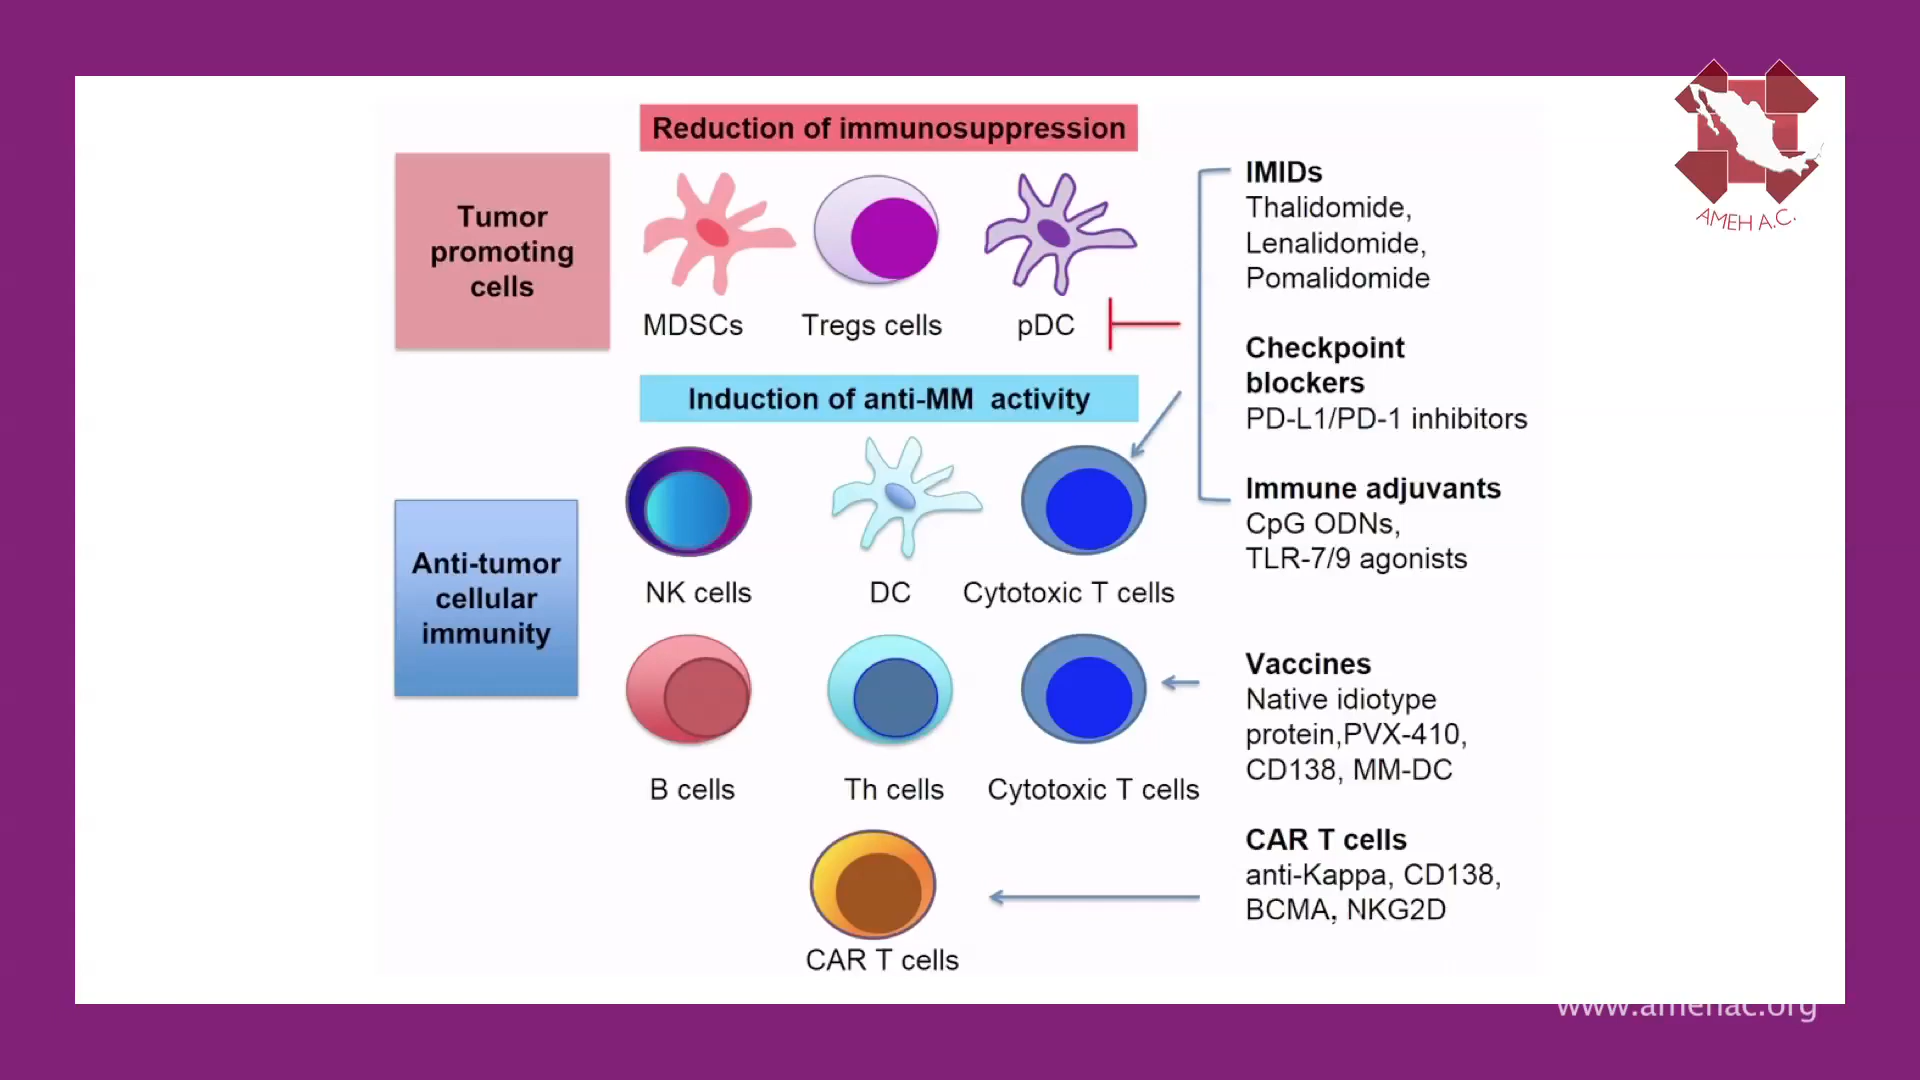 Reduction of immunosuppression
Tumor
promoting
cells
MDSCs
Tregs cells
pDC
IMIDs
Thalidomide,
Lenalidomide,
Pomalidomide
Checkpoint
blockers
PD-L1/PD-1 inhibitors
Immune adjuvants
CpG ODNs,
TLR-7/9 agonists
Induction of anti-MM activity
Anti-tumor
cellular
immunity
NK cells
DC
Cytotoxic T cells
B cells
Th cells
Cytotoxic T cells
Vaccines
Native idiotype
protein,PVX-410,
CD138, MM-DC
CAR T cells
anti-Kappa, CD138,
BCMA, NKG2D
CAR T cells
AMEH A.C.
www.amehac.org